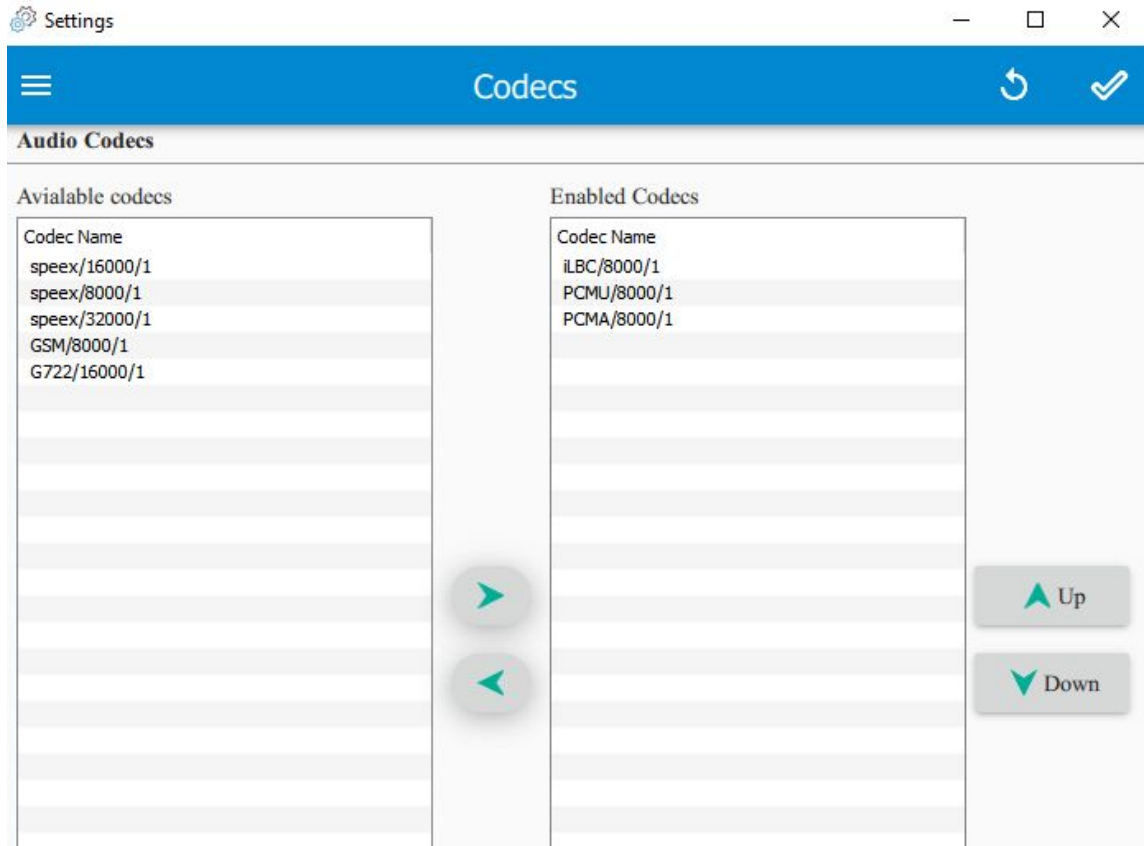 Settings
Codecs
Audio Codecs
Avialable codecs
Codec Name
speex/16000/1
speex/8000/1
speex/32000/1
GSM/8000/1
G722/16000/1
Enabled Codecs
Codec Name
iLBC/8000/1
PCMU/8000/1
PCMA/8000/1
Up
Down